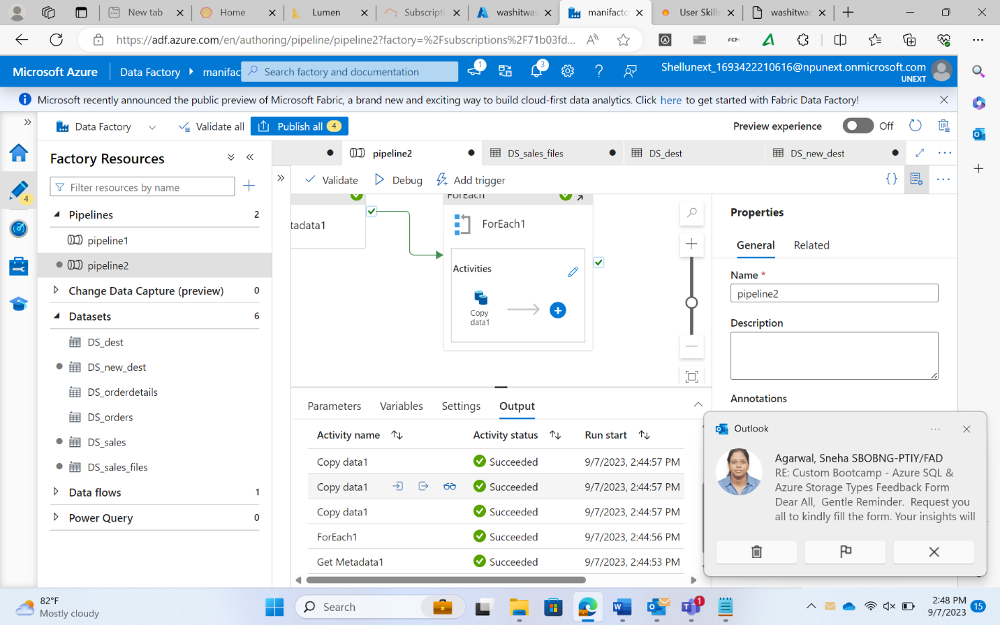 New tab
Home
Lumen
Subscripti
washitwas
manifacto
User Skills
washitwas
https://adf.azure.com/en/authoring/pipeline/pipeline2?factory=%2Fsubscriptions%2F71b03fd...
Microsoft Azure
Data Factory
manifac
Search factory and documentation
1
3
Shellunext_1693422210616@npunext.onmicrosoft.com
UNEXT
Microsoft recently announced the public preview of Microsoft Fabric, a brand new and exciting way to build cloud-first data analytics. Click here to get started with Fabric Data Factory!
Data Factory
Validate all
Publish all 4
Preview experience
Off
4
Factory Resources
Filter resources by name
Pipelines 2
pipeline1
pipeline2
Change Data Capture (preview) 0
Datasets 6
DS_dest
DS_new_dest
DS_orderdetails
DS_orders
DS_sales
DS_sales_files
Data flows 1
Power Query 0
pipeline2
DS_sales_files
DS_dest
DS_new_dest
Validate
Debug
Add trigger
ForEach
tadata1
ForEach1
Activities
Copy
data1
Parameters
Variables
Settings
Output
Activity name
Activity status
Run start
Copy data1 Succeeded 9/7/2023, 2:44:57 PM
Copy data1 Succeeded 9/7/2023, 2:44:57 PM
Copy data1 Succeeded 9/7/2023, 2:44:57 PM
ForEach1 Succeeded 9/7/2023, 2:44:56 PM
Get Metadata1 Succeeded 9/7/2023, 2:44:53 PM
Properties
General
Related
Name *
pipeline2
Description
Annotations
Outlook
Agarwal, Sneha SBOBNG-PTIY/FAD
RE: Custom Bootcamp - Azure SQL &
Azure Storage Types Feedback Form
Dear All, Gentle Reminder. Request you
all to kindly fill the form. Your insights will
82°F
Mostly cloudy
Search
1
2:48 PM
9/7/2023
15